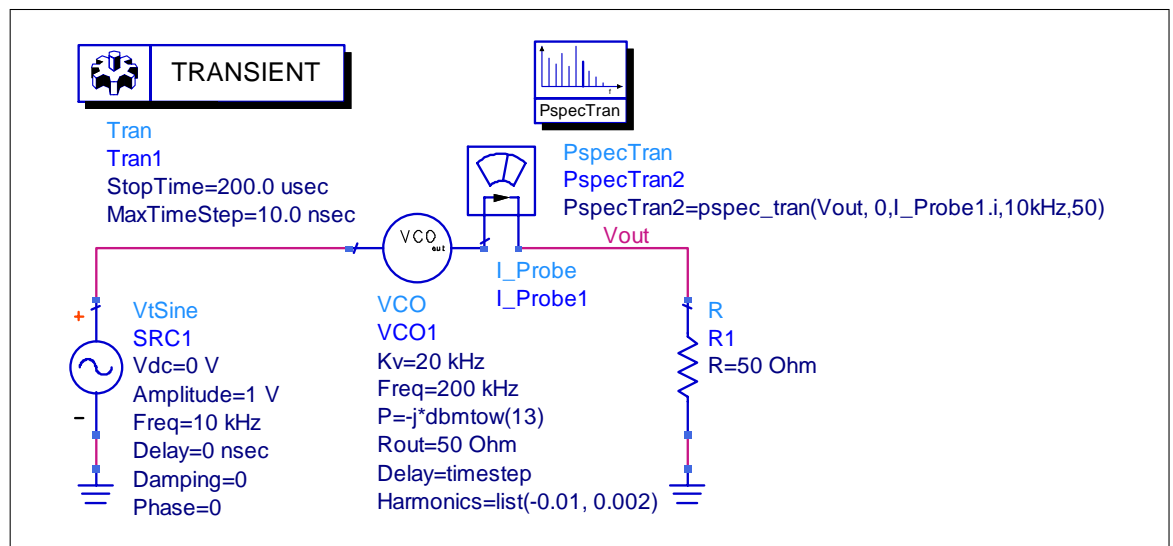 TRANSIENT
f
PspecTran
Tran
Tran1
StopTime=200.0 usec
MaxTimeStep=10.0 nsec
PspecTran
PspecTran2
PspecTran2=pspec_tran(Vout, 0,I_Probe1.i,10kHz,50)
VCO
out
Vout
I_Probe
I_Probe1
+
VtSine
SRC1
Vdc=0 V
Amplitude=1 V
Freq=10 kHz
Delay=0 nsec
Damping=0
Phase=0
−
VCO
VCO1
Kv=20 kHz
Freq=200 kHz
P=-j*dbmtow(13)
Rout=50 Ohm
Delay=timestep
Harmonics=list(-0.01, 0.002)
R
R1
R=50 Ohm